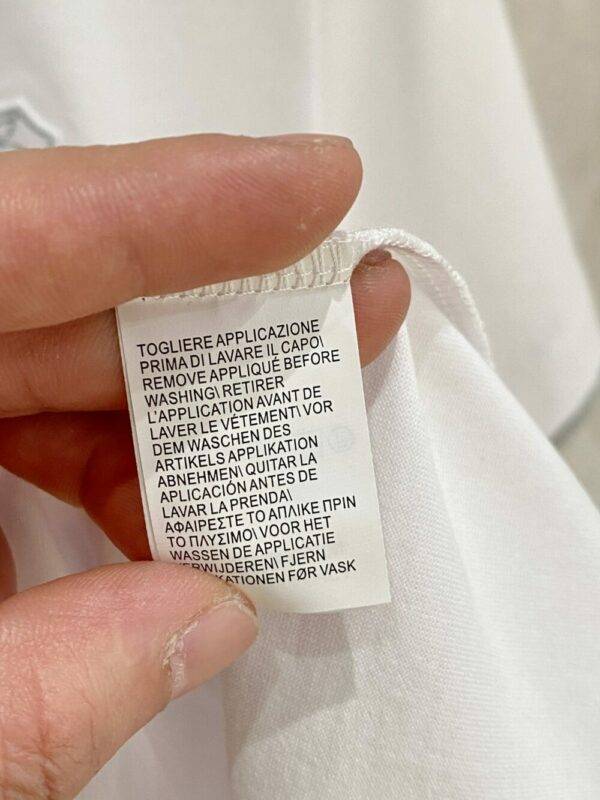 TOGLIERE APPLICAZIONE
PRIMA DI LAVARE IL CAPO\
REMOVE APPLIQUÉ BEFORE
WASHING\ RETIRER
L'APPLICATION AVANT DE
LAVER LE VÊTEMENT\ VOR
DEM WASCHEN DES
ARTIKELS APPLIKATION
ABNEHMEN\ QUITAR LA
APLICACIÓN ANTES DE
LAVAR LA PRENDA\
ΑΦΑΙΡΕΣΤΕ ΤΟ ΑΠΛΙΚΕ ΠΡΙΝ
ΤΟ ΠΛΥΣΙΜΟ\ VOOR HET
WASSEN DE APPLICATIE
VERWIJDEREN\ FJERN
FØR VASK